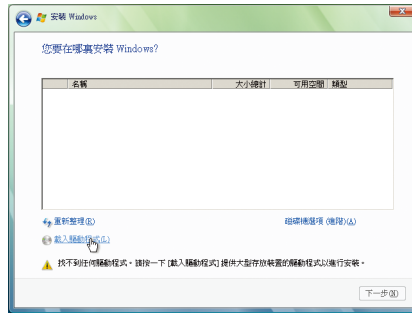 安裝 Windows
您要在哪裏安裝 Windows?
名稱 大小總計 可用空間 類型
重新整理(R) 磁碟機選項 (進階)(A)
載入驅動程式(L)
找不到任何驅動程式。請按一下 [載入驅動程式] 提供大型存放裝置的驅動程式以進行安裝。
下一步(N)